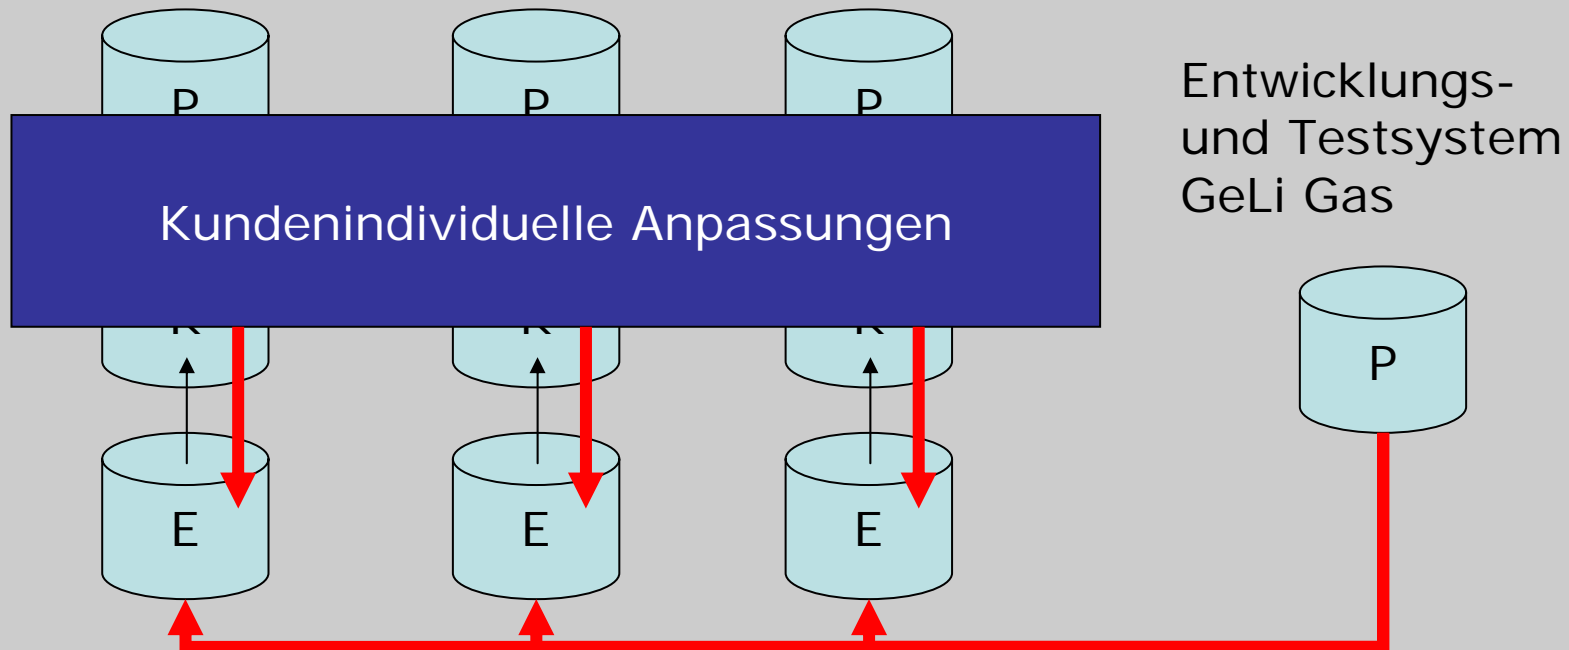 P P P
Entwicklungs-
und Testsystem
GeLi Gas
Kundenindividuelle Anpassungen
P
E E E